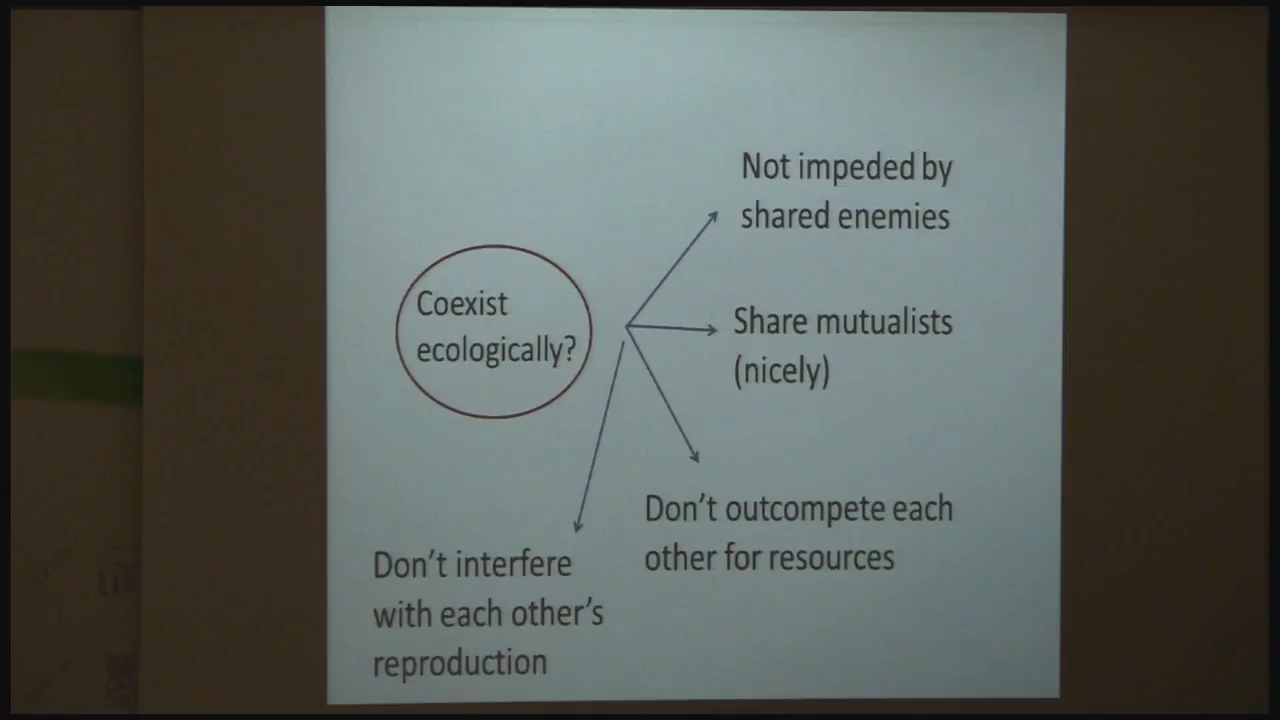 Not impeded by
shared enemies
Coexist
ecologically?
Share mutualists
(nicely)
Don't outcompete each
other for resources
Don't interfere
with each other's
reproduction